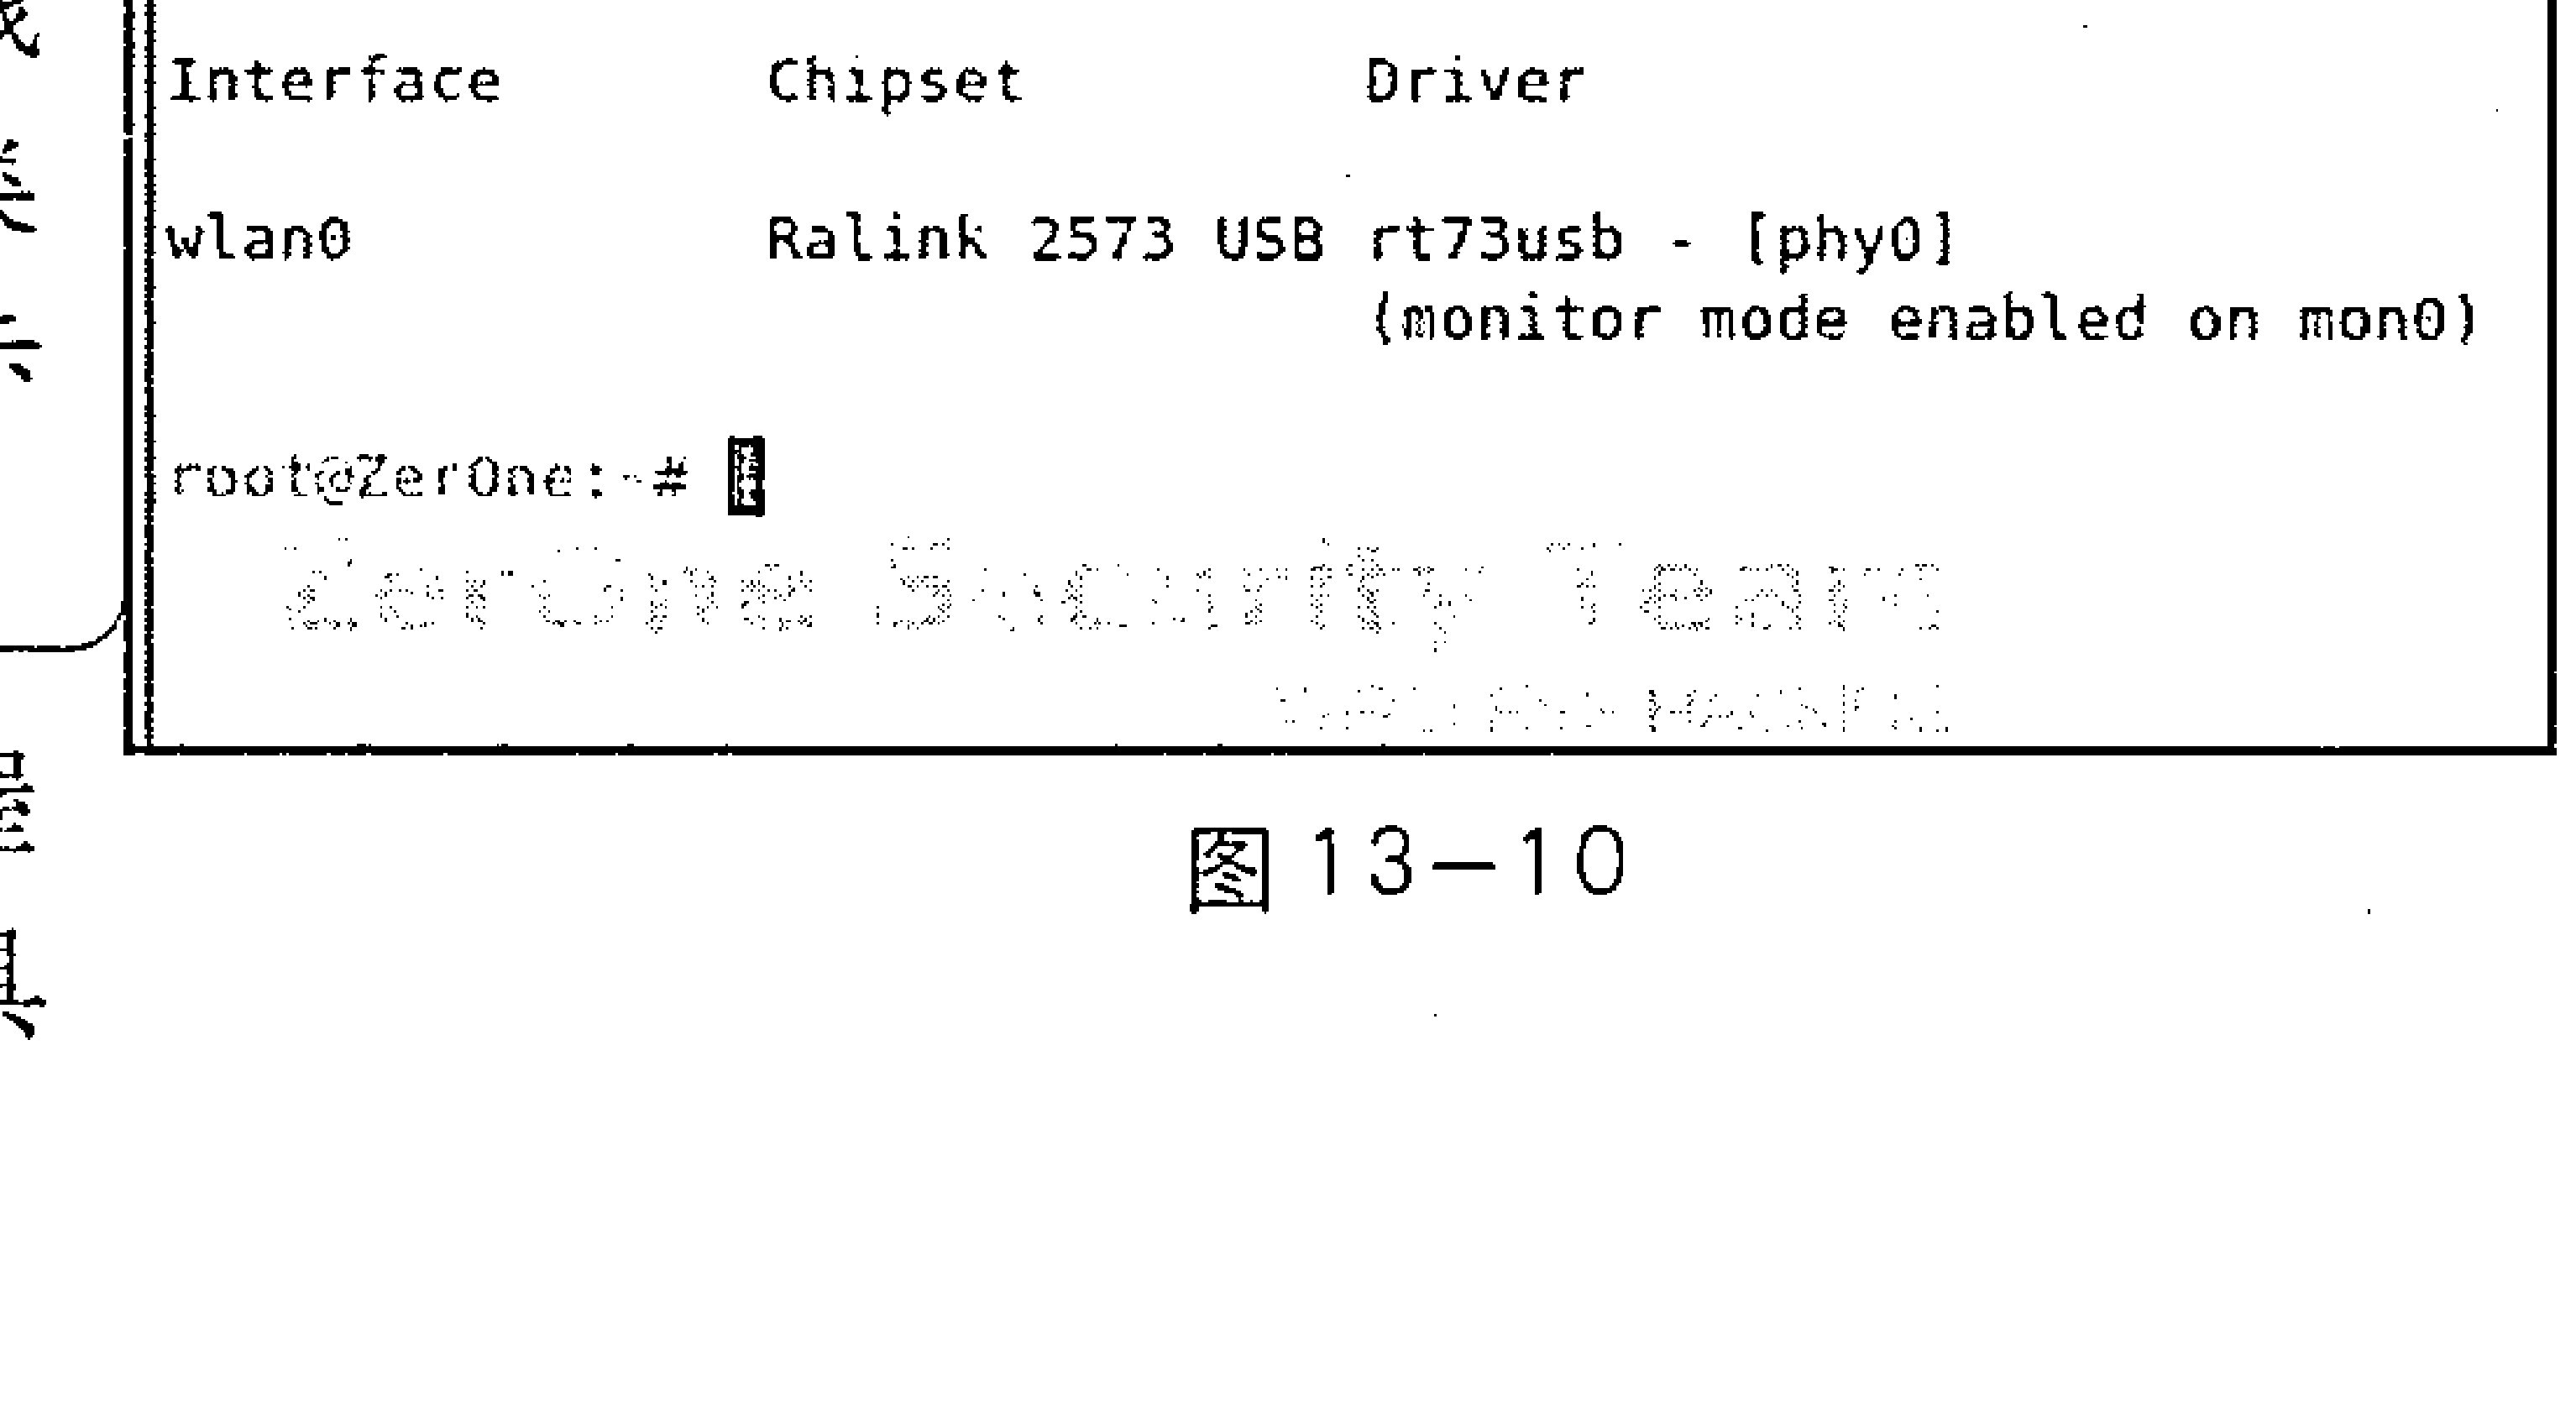 Interface Chipset Driver
wlan0 Ralink 2573 USB rt73usb - [phy0]
(monitor mode enabled on mon0)
root@ZerOne:~#
ZerOne Security Team
图 13-10